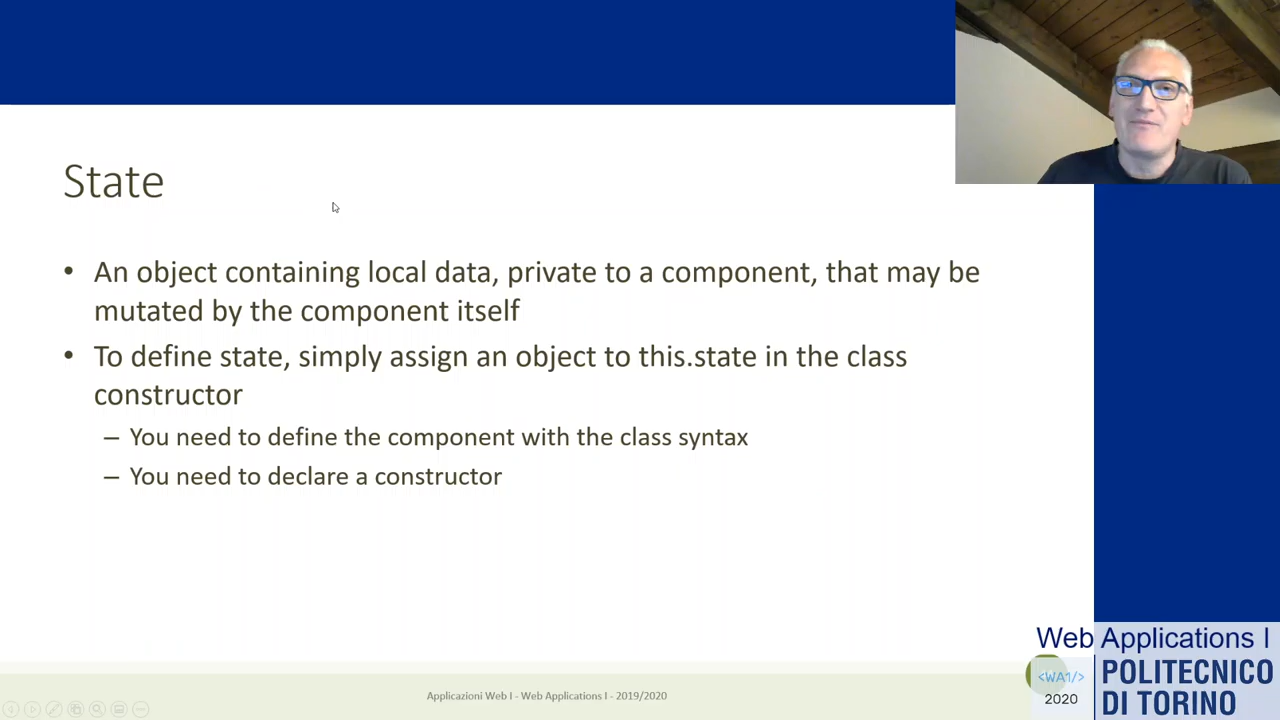 State
• An object containing local data, private to a component, that may be
mutated by the component itself
• To define state, simply assign an object to this.state in the class
constructor
– You need to define the component with the class syntax
– You need to declare a constructor
Applicazioni Web I - Web Applications I - 2019/2020
Web Applications I
<WA1/>
2020
POLITECNICO
DI TORINO